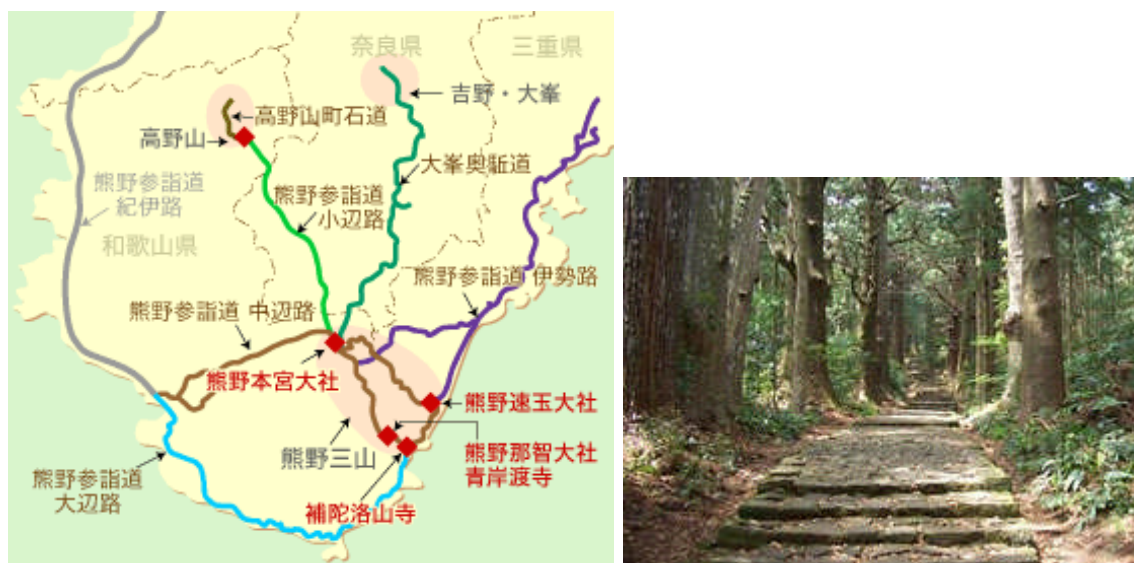 奈良県
三重県
吉野・大峯
高野山町石道
高野山
大峯奥駈道
熊野参詣道
紀伊路
熊野参詣道
小辺路
和歌山県
熊野参詣道 伊勢路
熊野参詣道 中辺路
熊野本宮大社
熊野速玉大社
熊野三山
熊野那智大社
青岸渡寺
熊野参詣道
大辺路
補陀洛山寺